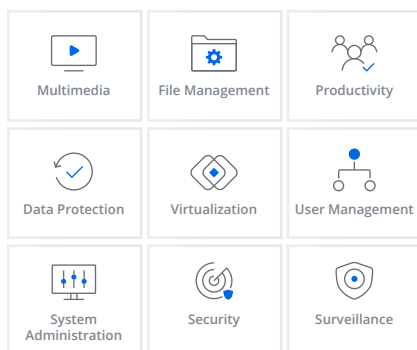 Multimedia
File Management
Productivity
Data Protection
Virtualization
User Management
System
Administration
Security
Surveillance